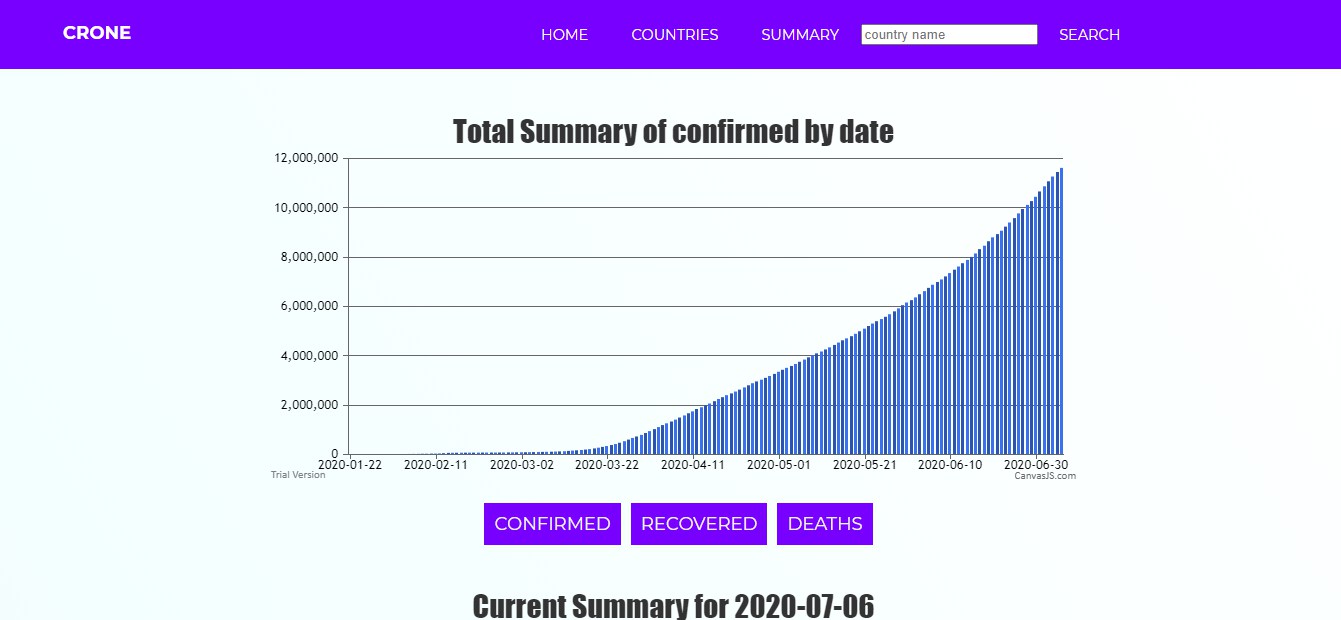 CRONE
HOME COUNTRIES SUMMARY country name SEARCH
Total Summary of confirmed by date
12,000,000
10,000,000
8,000,000
6,000,000
4,000,000
2,000,000
0
2020-01-22 2020-02-11 2020-03-02 2020-03-22 2020-04-11 2020-05-01 2020-05-21 2020-06-10 2020-06-30
Trial Version CanvasJS.com
CONFIRMED RECOVERED DEATHS
Current Summary for 2020-07-06